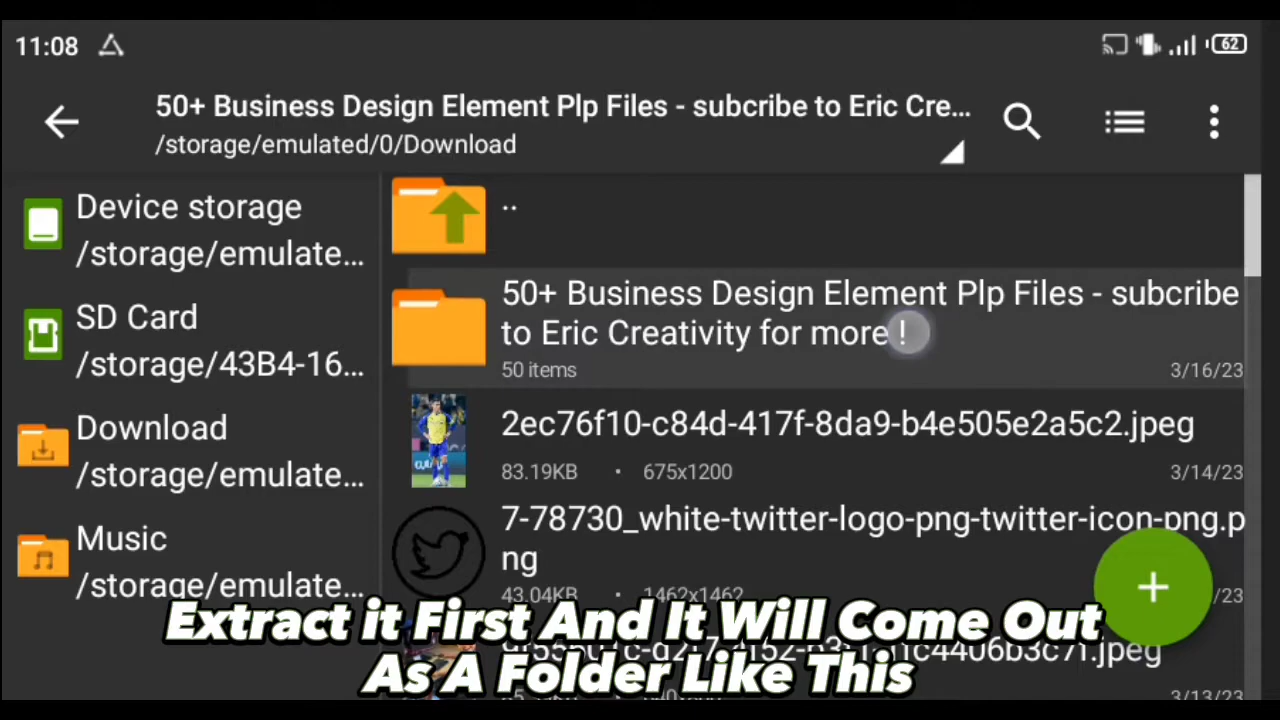 11:08
62
50+ Business Design Element Plp Files - subcribe to Eric Cre...
/storage/emulated/0/Download
Device storage
/storage/emulate...
SD Card
/storage/43B4-16...
Download
/storage/emulate...
Music
/storage/emulate...
..
50+ Business Design Element Plp Files - subcribe
to Eric Creativity for more !
50 items
3/16/23
2ec76f10-c84d-417f-8da9-b4e505e2a5c2.jpeg
83.19KB · 675x1200
3/14/23
7-78730_white-twitter-logo-png-twitter-icon-png.p
ng
43.04KB · 1462x1462
/23
3/13/23
Extract it First And It Will Come Out
As A Folder Like This